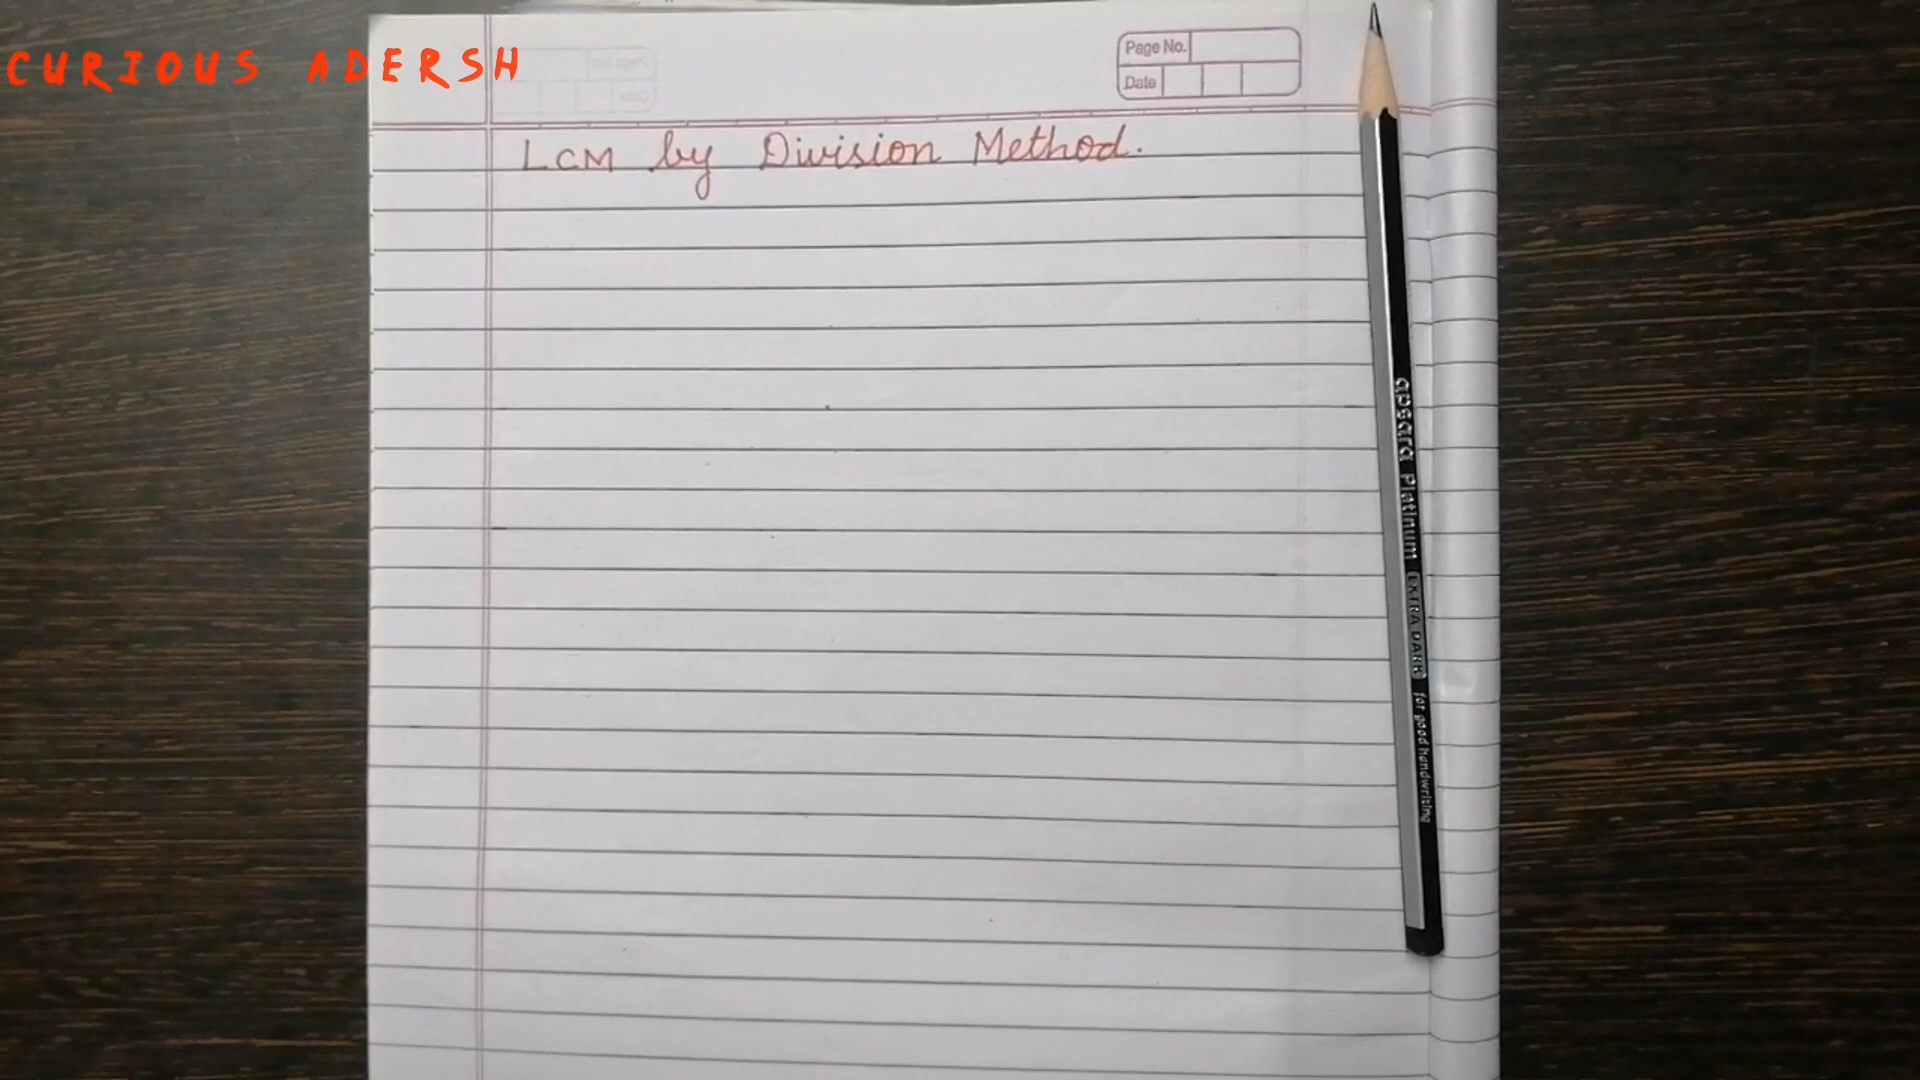 CURIOUS ADERSH
Page No.
Date
LCM by Division Method.
apsara Platinum EXTRA DARK for good handwriting